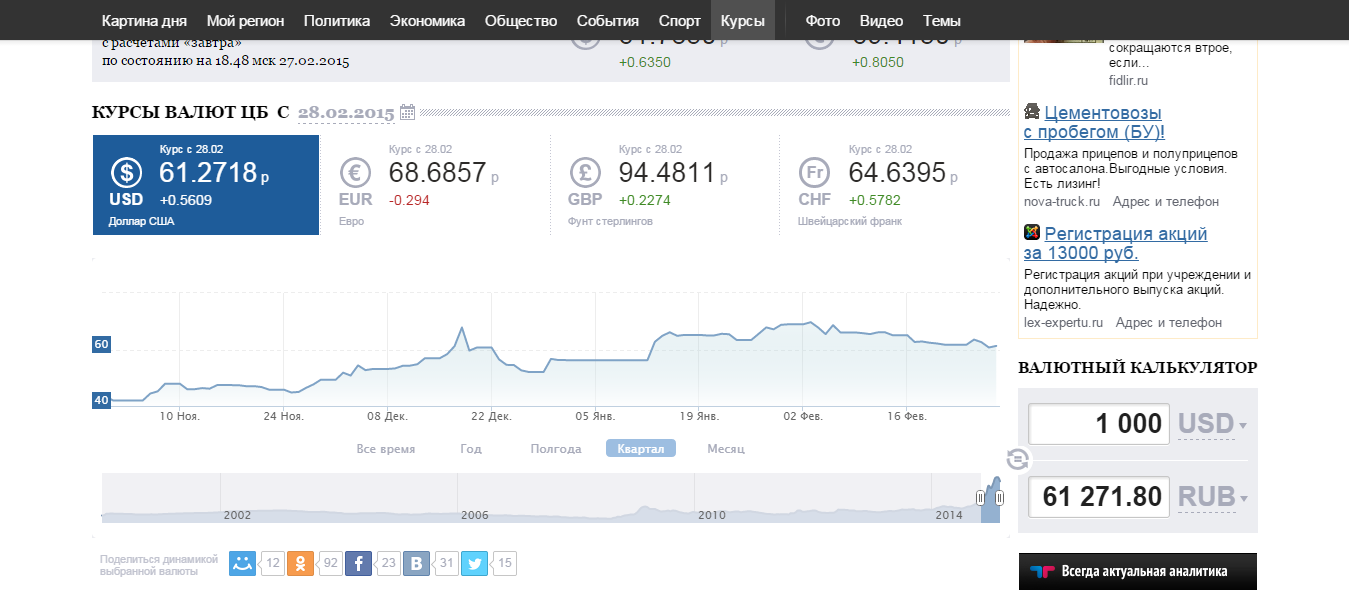 Картина дня Мой регион Политика Экономика Общество События Спорт Курсы Фото Видео Темы
с расчетами «завтра»
по состоянию на 18.48 мск 27.02.2015
+0.6350 +0.8050
КУРСЫ ВАЛЮТ ЦБ С 28.02.2015
Курс с 28.02
$ 61.2718 р
USD +0.5609
Доллар США
Курс с 28.02
€ 68.6857 р
EUR -0.294
Евро
Курс с 28.02
£ 94.4811 р
GBP +0.2274
Фунт стерлингов
Курс с 28.02
Fr 64.6395 р
CHF +0.5782
Швейцарский франк
60
40
10 Ноя. 24 Ноя. 08 Дек. 22 Дек. 05 Янв. 19 Янв. 02 Фев. 16 Фев.
Все время Год Полгода Квартал Месяц
2002 2006 2010 2014
Поделиться динамикой
выбранной валюты
12 92 f 23 В 31 15
сокращаются втрое,
если...
fidlir.ru
Цементовозы
с пробегом (БУ)!
Продажа прицепов и полуприцепов
с автосалона.Выгодные условия.
Есть лизинг!
nova-truck.ru Адрес и телефон
Регистрация акций
за 13000 руб.
Регистрация акций при учреждении и
дополнительного выпуска акций.
Надежно.
lex-expertu.ru Адрес и телефон
ВАЛЮТНЫЙ КАЛЬКУЛЯТОР
1 000 USD
61 271.80 RUB
Всегда актуальная аналитика